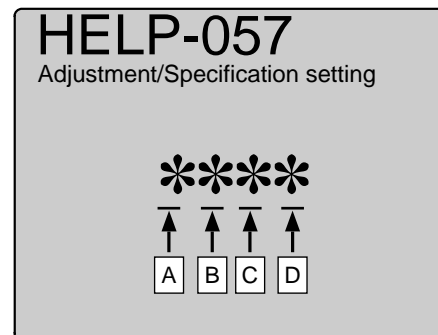 HELP-057
Adjustment/Specification setting
****
A B C D